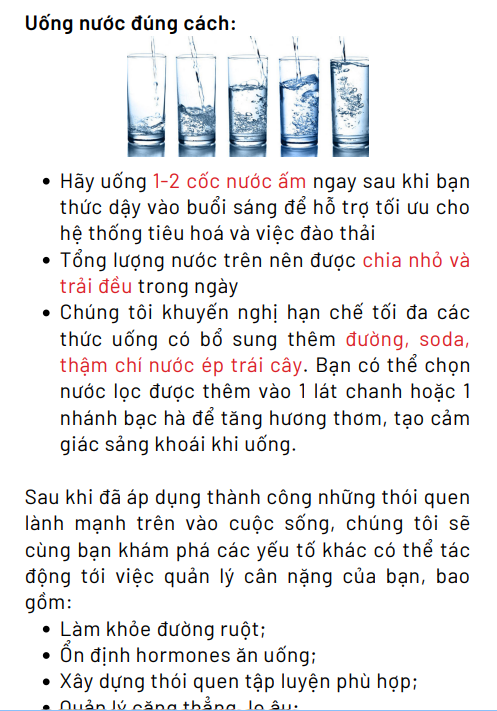 Uống nước đúng cách:
• Hãy uống 1-2 cốc nước ấm ngay sau khi bạn
thức dậy vào buổi sáng để hỗ trợ tối ưu cho
hệ thống tiêu hoá và việc đào thải
• Tổng lượng nước trên nên được chia nhỏ và
trải đều trong ngày
• Chúng tôi khuyến nghị hạn chế tối đa các
thức uống có bổ sung thêm đường, soda,
thậm chí nước ép trái cây. Bạn có thể chọn
nước lọc được thêm vào 1 lát chanh hoặc 1
nhánh bạc hà để tăng hương thơm, tạo cảm
giác sảng khoái khi uống.
Sau khi đã áp dụng thành công những thói quen
lành mạnh trên vào cuộc sống, chúng tôi sẽ
cùng bạn khám phá các yếu tố khác có thể tác
động tới việc quản lý cân nặng của bạn, bao
gồm:
• Làm khỏe đường ruột;
• Ổn định hormones ăn uống;
• Xây dựng thói quen tập luyện phù hợp;
• Quản lý căng thẳng, lo âu;